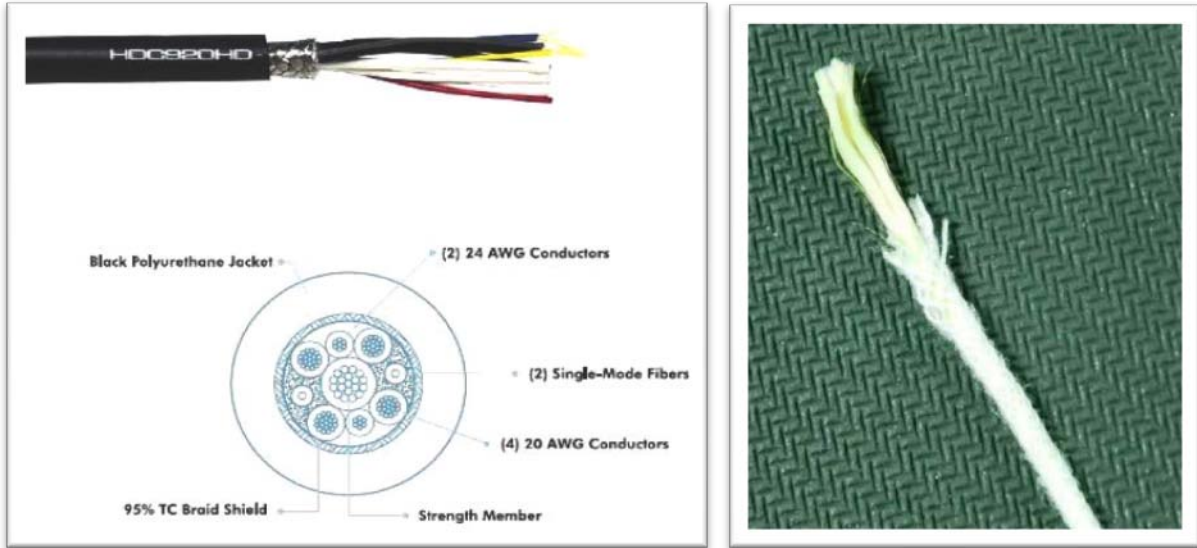 HDC920HD
Black Polyurethane Jacket
(2) 24 AWG Conductors
(2) Single-Mode Fibers
(4) 20 AWG Conductors
95% TC Braid Shield
Strength Member